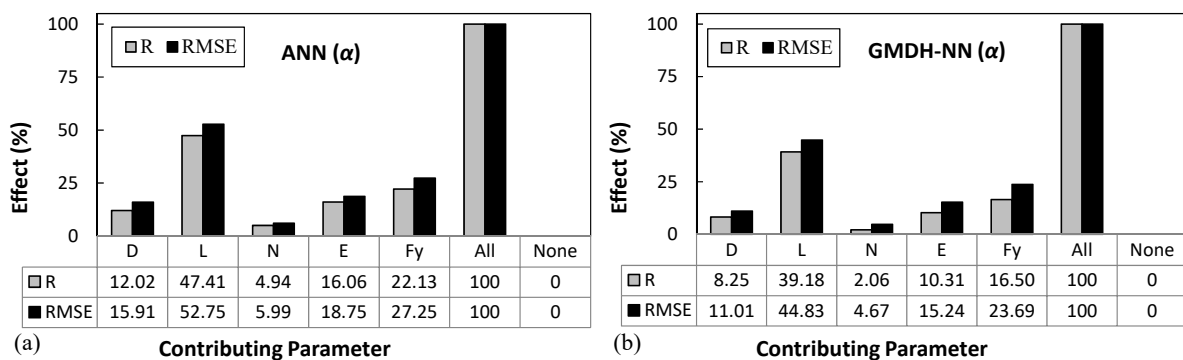 100
75
50
25
0
Effect (%)
R RMSE
ANN (α)
D L N E Fy All None
R 12.02 47.41 4.94 16.06 22.13 100 0
RMSE 15.91 52.75 5.99 18.75 27.25 100 0
(a) Contributing Parameter
100
75
50
25
0
Effect (%)
R RMSE
GMDH-NN (α)
D L N E Fy All None
R 8.25 39.18 2.06 10.31 16.50 100 0
RMSE 11.01 44.83 4.67 15.24 23.69 100 0
(b) Contributing Parameter